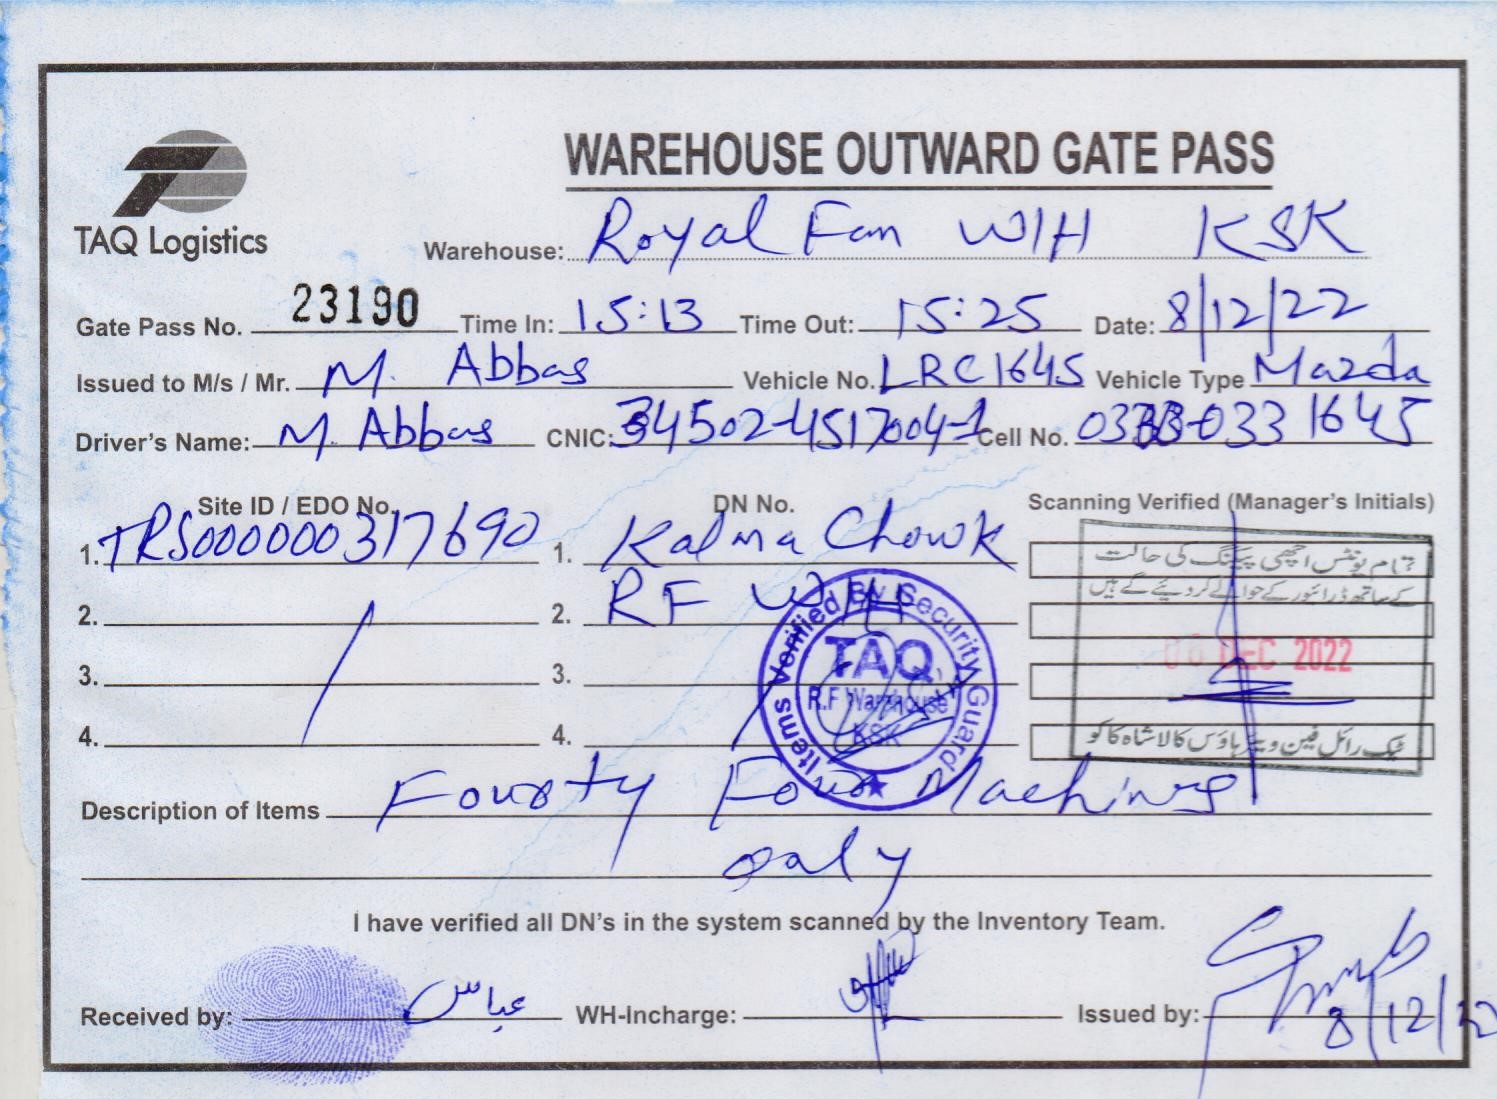 WAREHOUSE OUTWARD GATE PASS
TAQ Logistics
Warehouse: Royal Fan W/H KSK
Gate Pass No. 23190 Time In: 15:13 Time Out: 15:25 Date: 8/12/22
Issued to M/s / Mr. M. Abbas Vehicle No. LRC1645 Vehicle Type Mazda
Driver's Name: M. Abbas CNIC: 34502-4517004-1 Cell No. 0333-0331645
Site ID / EDO No. DN No. Scanning Verified (Manager's Initials)
1. TRS000000317690 1. Kalma Chowk
تمام یونٹس اچھی پیکنگ کی حالت
2. 2. RF W/H
کے ساتھ ڈرائیور کے حوالے کر دیئے گئے ہیں
3. 3.
DEC 2022
4. 4.
ٹیک رائل فین ویئر ہاؤس کالا شاہ کاکو
Items Verified By Security Guard
TAQ
R.F Warehouse
KSK
Description of Items Fourty Four Machines
only
I have verified all DN's in the system scanned by the Inventory Team.
Received by: عباس WH-Incharge: Issued by:
8/12/22